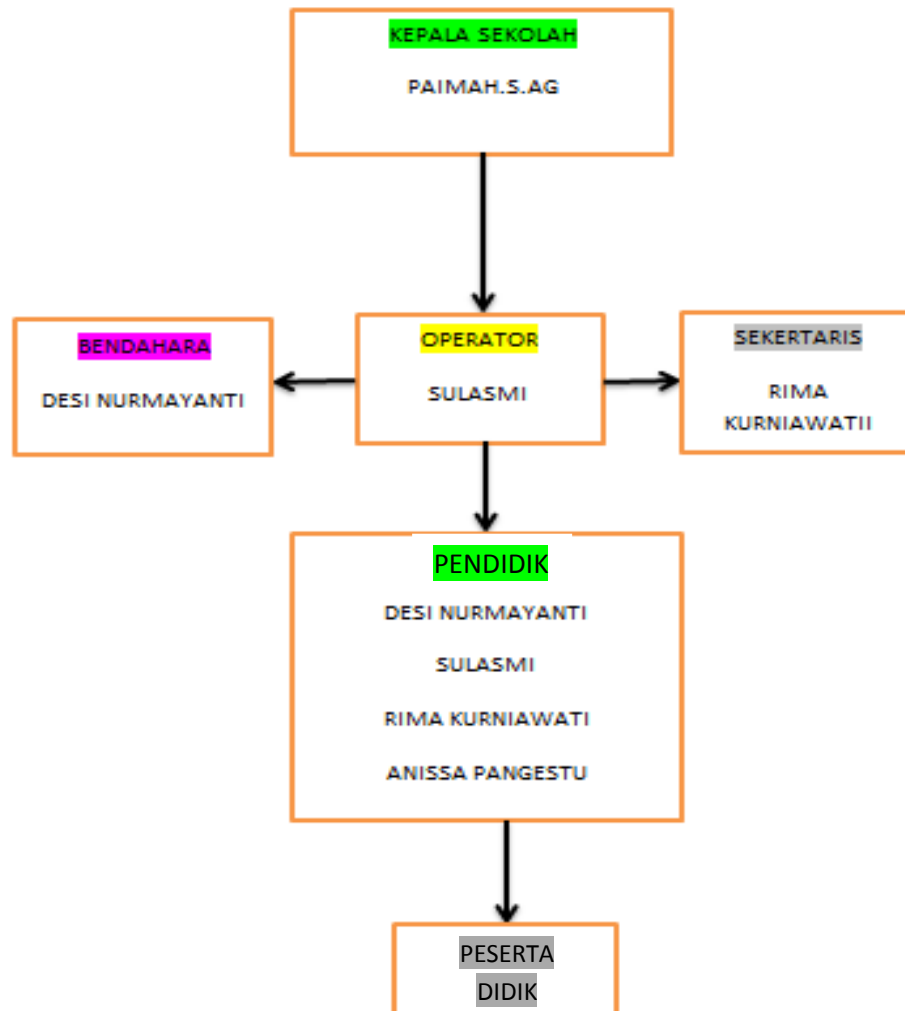 KEPALA SEKOLAH
PAIMAH.S.AG
BENDAHARA
DESI NURMAYANTI
OPERATOR
SULASMI
SEKERTARIS
RIMA
KURNIAWATII
PENDIDIK
DESI NURMAYANTI
SULASMI
RIMA KURNIAWATI
ANISSA PANGESTU
PESERTA
DIDIK